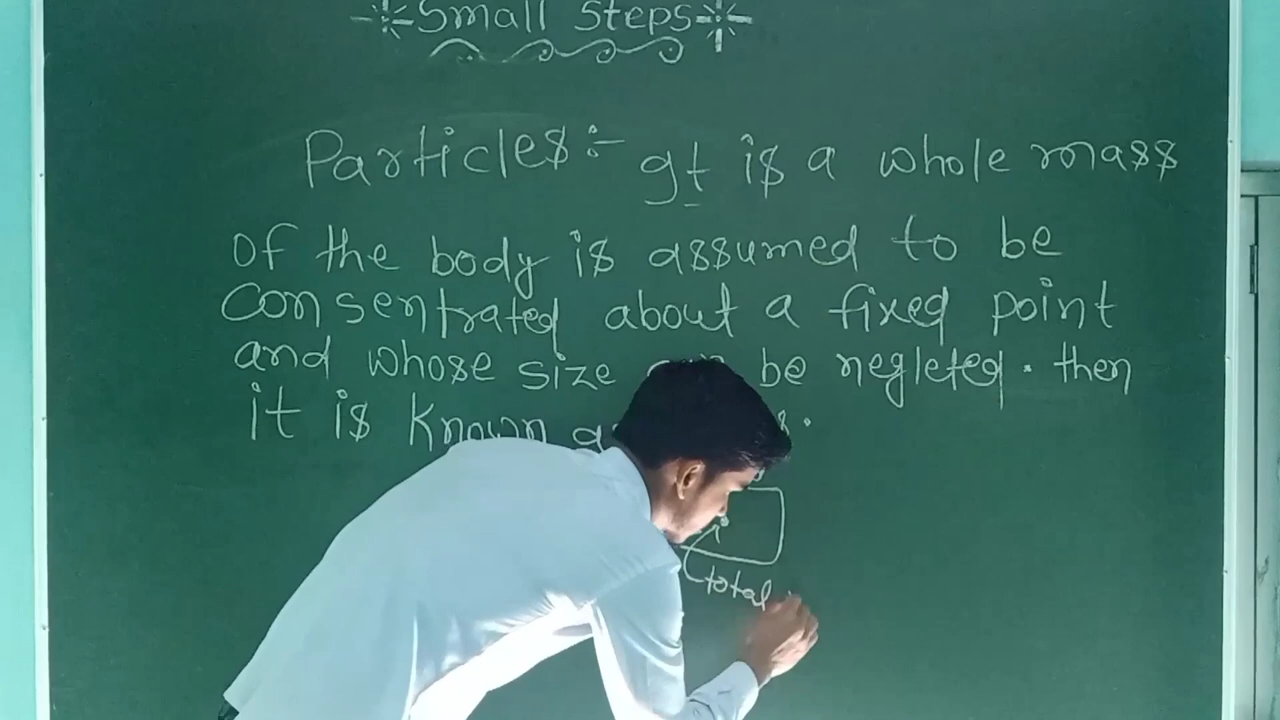 Small Steps
Particles:- It is a whole mass
of the body is assumed to be
Consentrated about a fixed point
and whose size be negleted. then
it is known
total